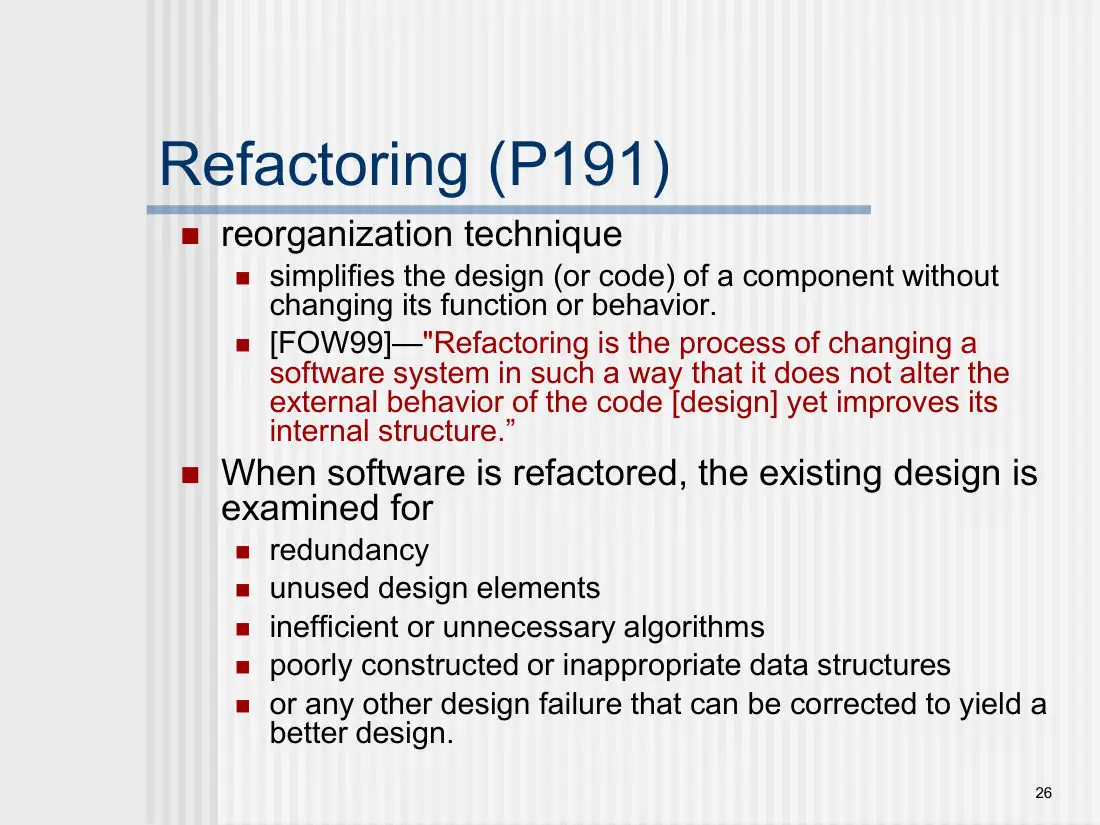 Refactoring (P191)
reorganization technique
simplifies the design (or code) of a component without
changing its function or behavior.
[FOW99]—"Refactoring is the process of changing a
software system in such a way that it does not alter the
external behavior of the code [design] yet improves its
internal structure.”
When software is refactored, the existing design is
examined for
redundancy
unused design elements
inefficient or unnecessary algorithms
poorly constructed or inappropriate data structures
or any other design failure that can be corrected to yield a
better design.
26